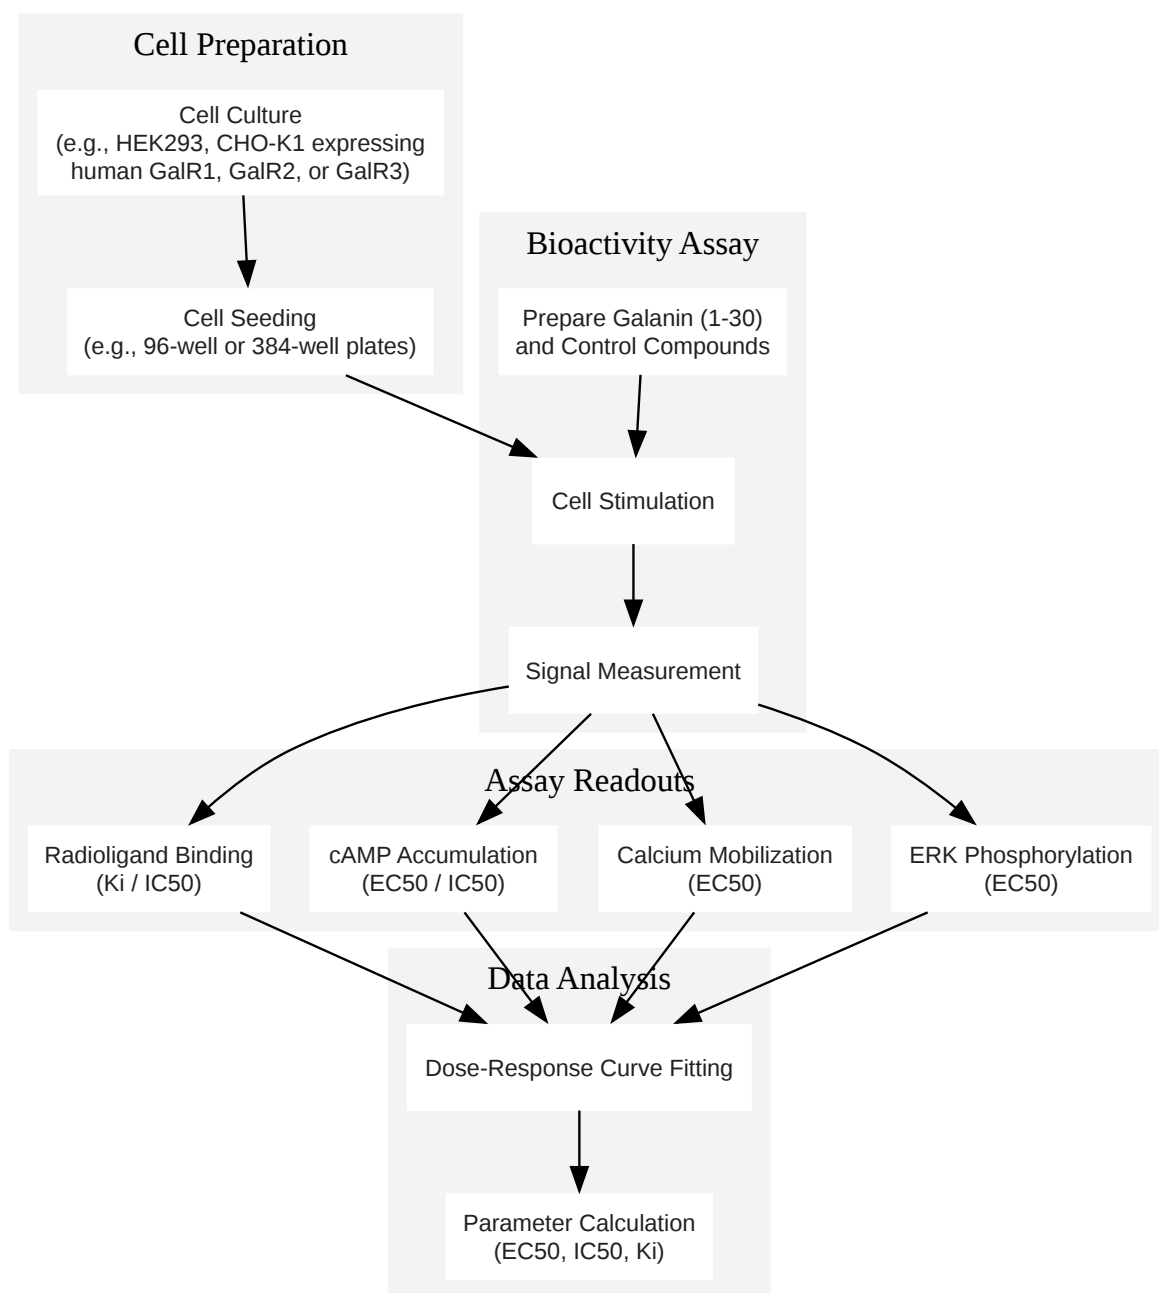 Cell Preparation
Cell Culture
(e.g., HEK293, CHO-K1 expressing
human GalR1, GalR2, or GalR3)
Cell Seeding
(e.g., 96-well or 384-well plates)
Bioactivity Assay
Prepare Galanin (1-30)
and Control Compounds
Cell Stimulation
Signal Measurement
Assay Readouts
Radioligand Binding
(Ki / IC50)
cAMP Accumulation
(EC50 / IC50)
Calcium Mobilization
(EC50)
ERK Phosphorylation
(EC50)
Data Analysis
Dose-Response Curve Fitting
Parameter Calculation
(EC50, IC50, Ki)